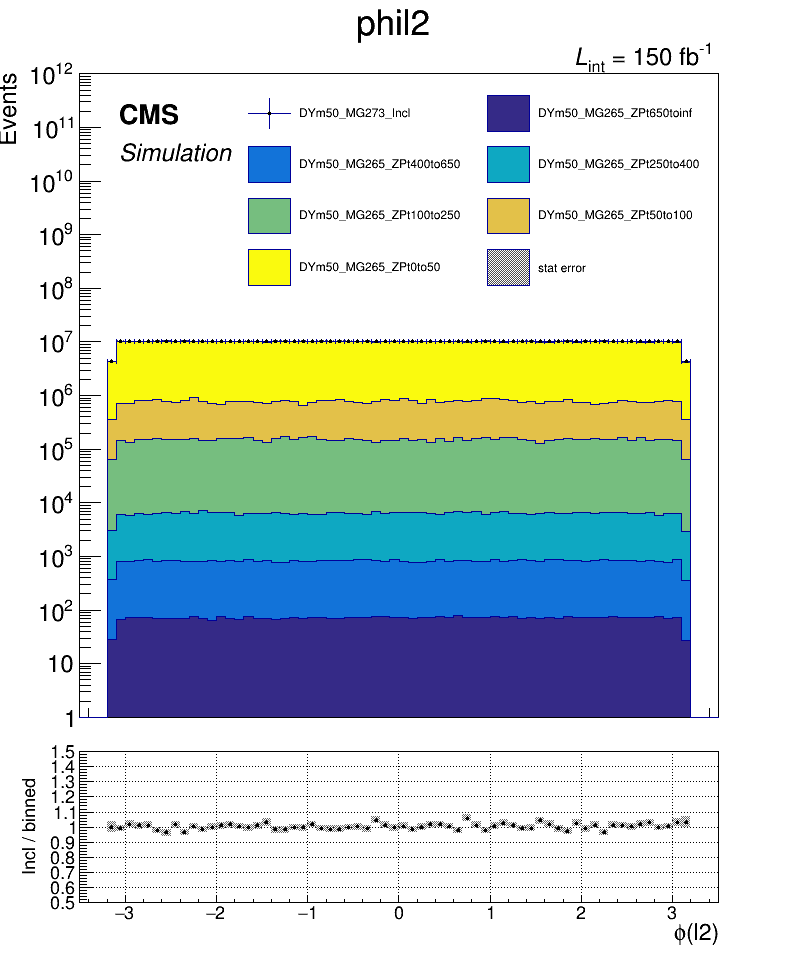 phil2
L_int = 150 fb^-1
Events
10^12
10^11
10^10
10^9
10^8
10^7
10^6
10^5
10^4
10^3
10^2
10
1
CMS
Simulation
DYm50_MG273_Incl
DYm50_MG265_ZPt650toinf
DYm50_MG265_ZPt400to650
DYm50_MG265_ZPt250to400
DYm50_MG265_ZPt100to250
DYm50_MG265_ZPt50to100
DYm50_MG265_ZPt0to50
stat error
Incl / binned
1.5
1.4
1.3
1.2
1.1
1
0.9
0.8
0.7
0.6
0.5
−3 −2 −1 0 1 2 3
ϕ(l2)